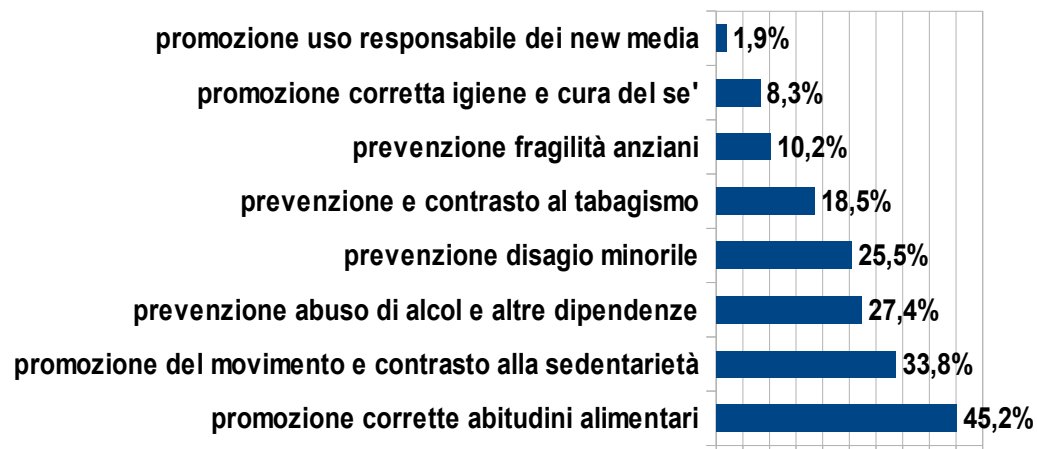 promozione uso responsabile dei new media 1,9%
promozione corretta igiene e cura del se' 8,3%
prevenzione fragilità anziani 10,2%
prevenzione e contrasto al tabagismo 18,5%
prevenzione disagio minorile 25,5%
prevenzione abuso di alcol e altre dipendenze 27,4%
promozione del movimento e contrasto alla sedentarietà 33,8%
promozione corrette abitudini alimentari 45,2%